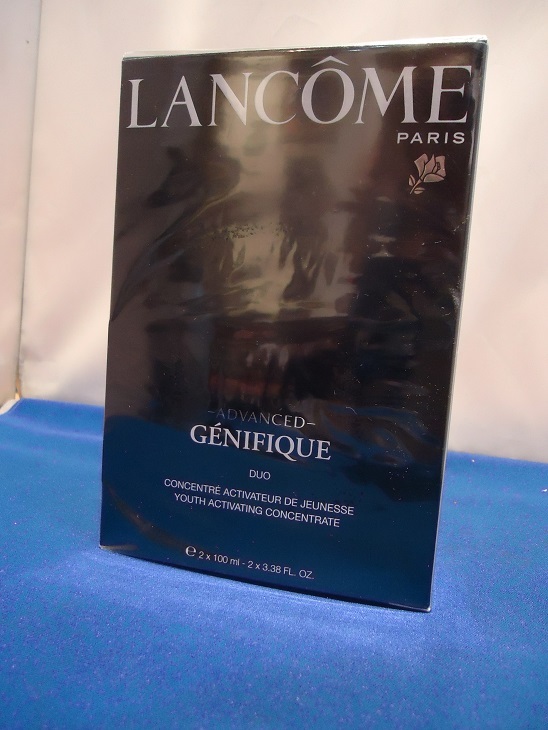 LANCÔME
PARIS
-ADVANCED-
GÉNIFIQUE
DUO
CONCENTRÉ ACTIVATEUR DE JEUNESSE
YOUTH ACTIVATING CONCENTRATE
℮ 2 x 100 ml - 2 x 3.38 FL. OZ.